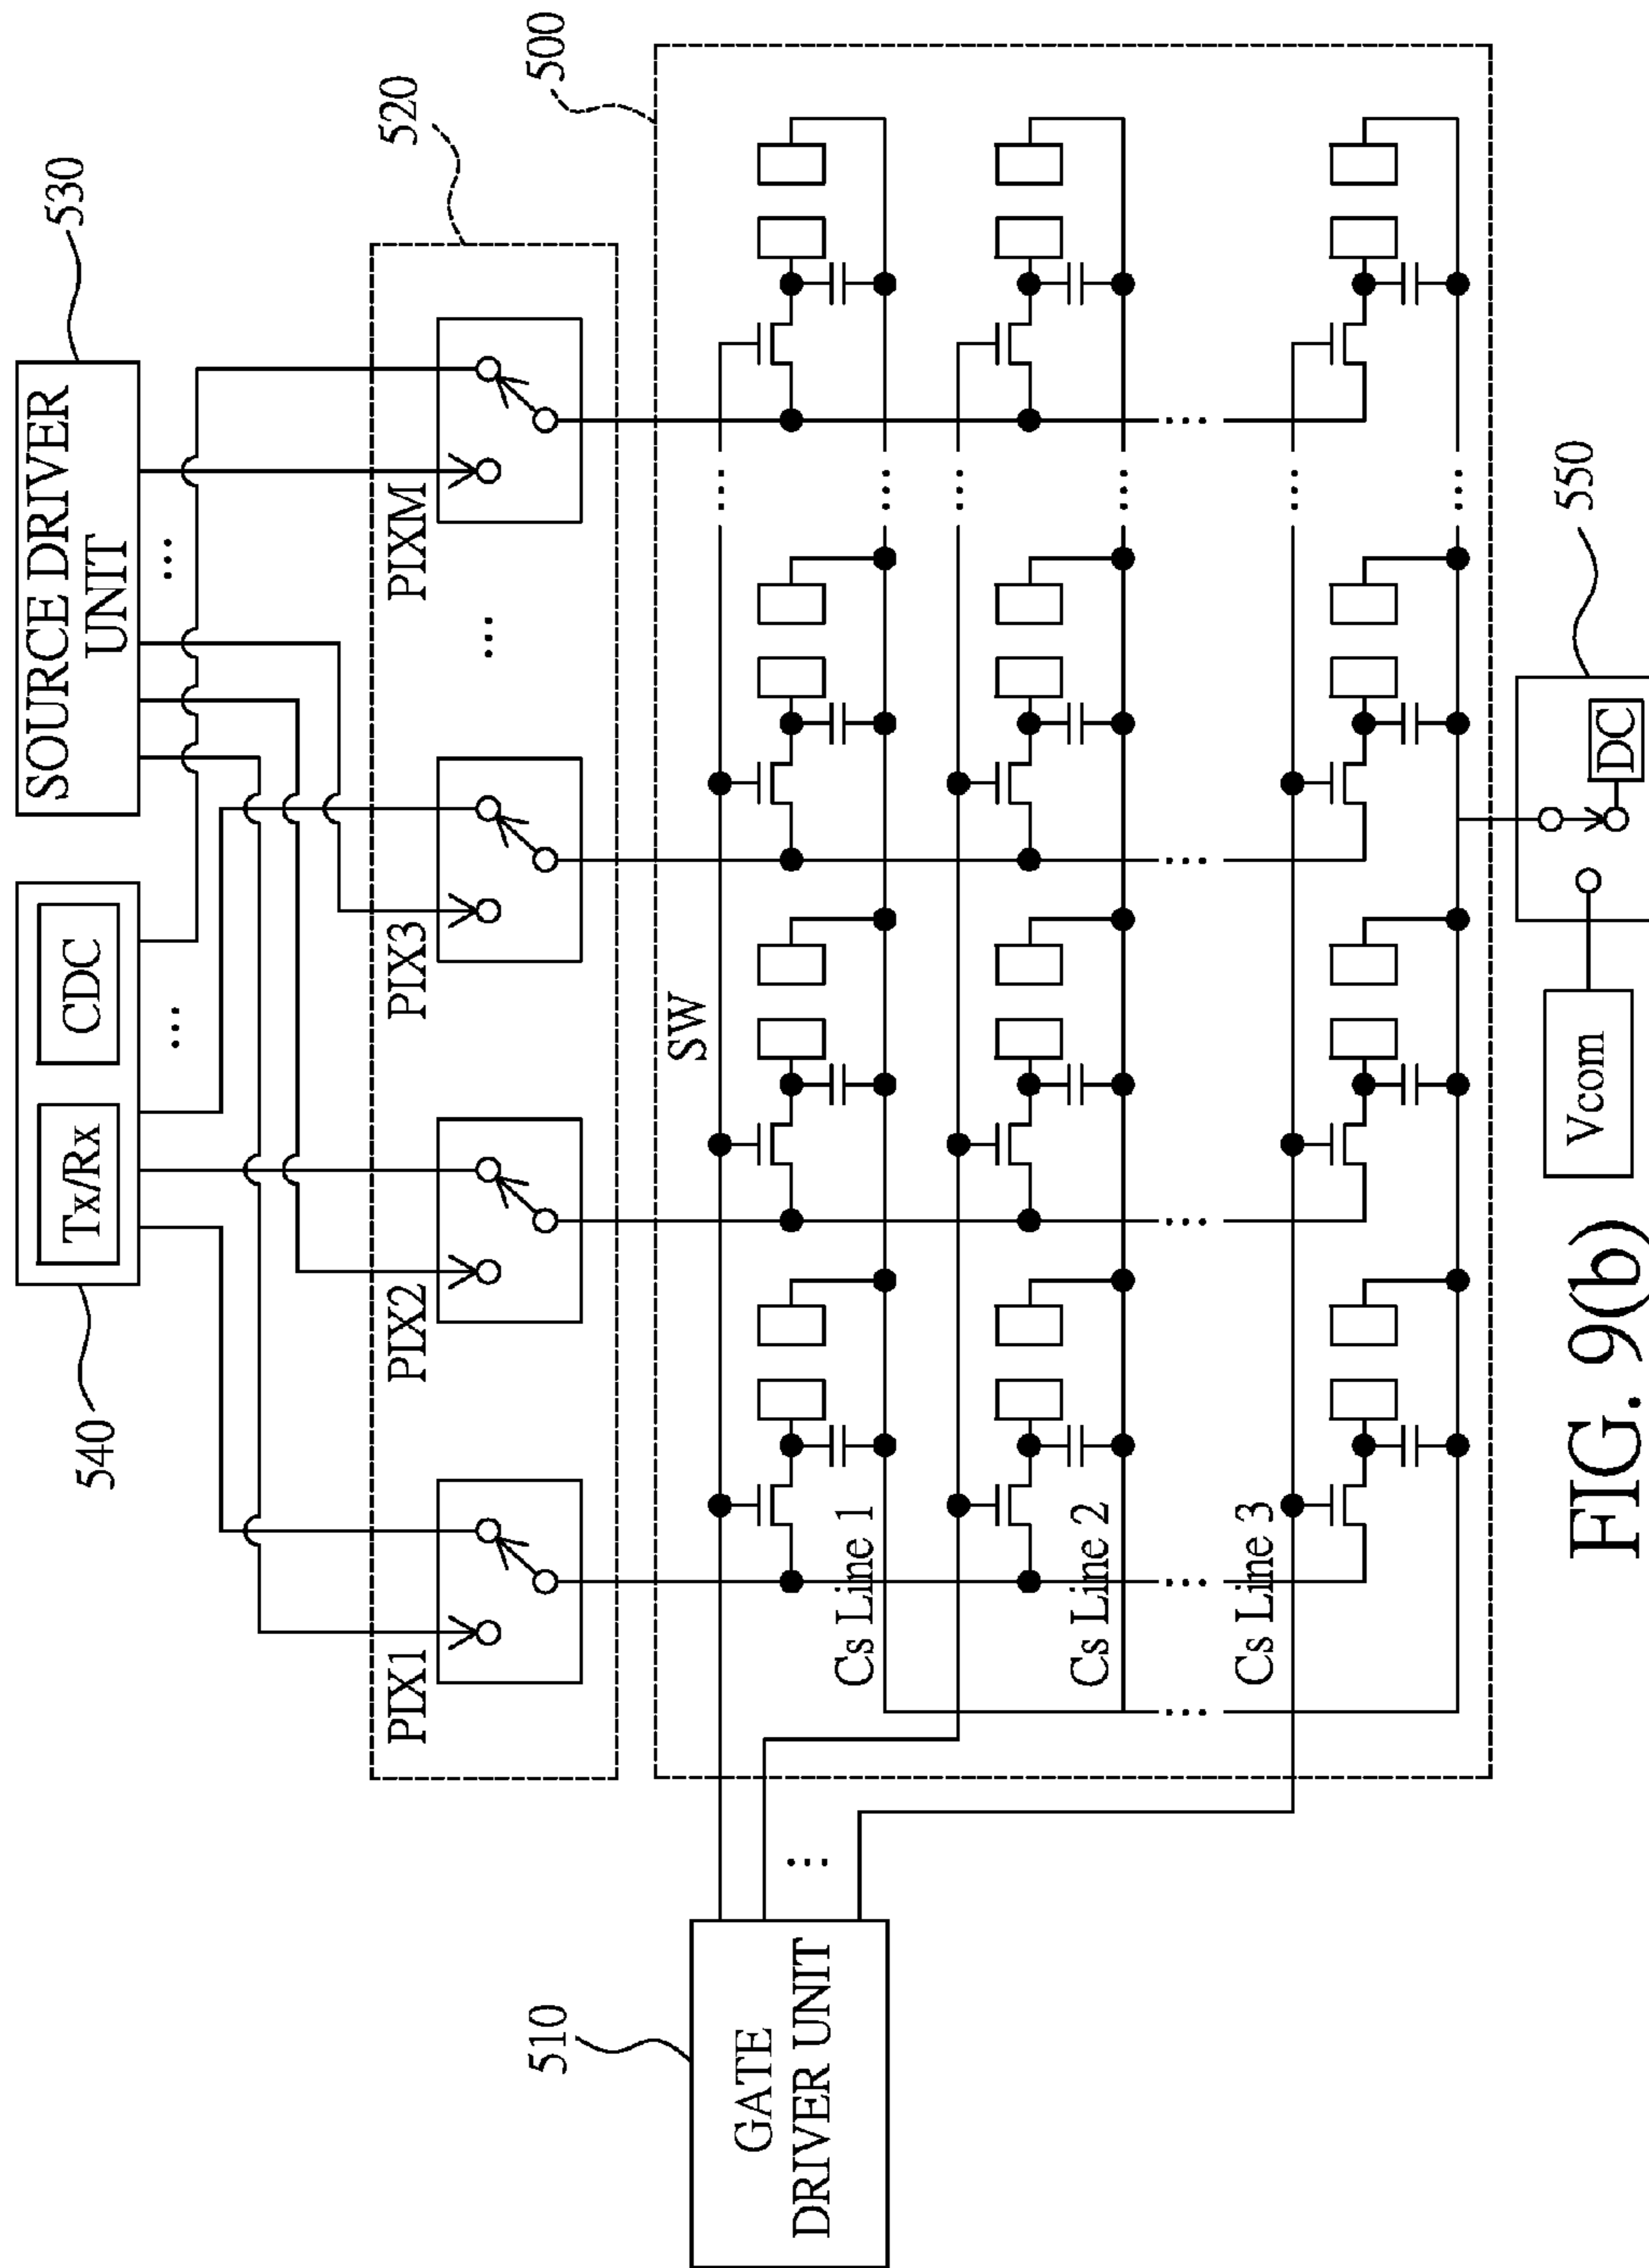 540
530
Tx/Rx
CDC
SOURCE DRIVER
UNIT
...
...
520
PIX1
PIX2
PIX3
PIXM
...
500
SW
510
GATE
DRIVER UNIT
...
...
Cs Line 1
...
...
Cs Line 2
...
... ... ... ... ...
Cs Line 3
...
...
550
Vcom
DC
FIG. 9(b)